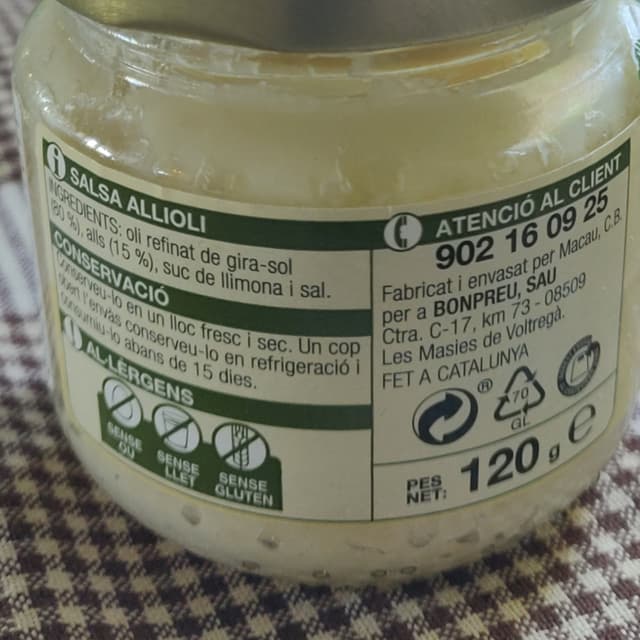 SALSA ALLIOLI
INGREDIENTS: oli refinat de gira-sol
(80 %), alls (15 %), suc de llimona i sal.
CONSERVACIÓ
Conserveu-lo en un lloc fresc i sec. Un cop
obert l'envàs conserveu-lo en refrigeració i
consumiu-lo abans de 15 dies.
AL·LÈRGENS
SENSE OU
SENSE LLET
SENSE GLUTEN
ATENCIÓ AL CLIENT
902 16 09 25
Fabricat i envasat per Macau, C.B.
per a BONPREU, SAU
Ctra. C-17, km 73 - 08509
Les Masies de Voltregà.
FET A CATALUNYA
®
70
GL
PES
NET: 120 g e